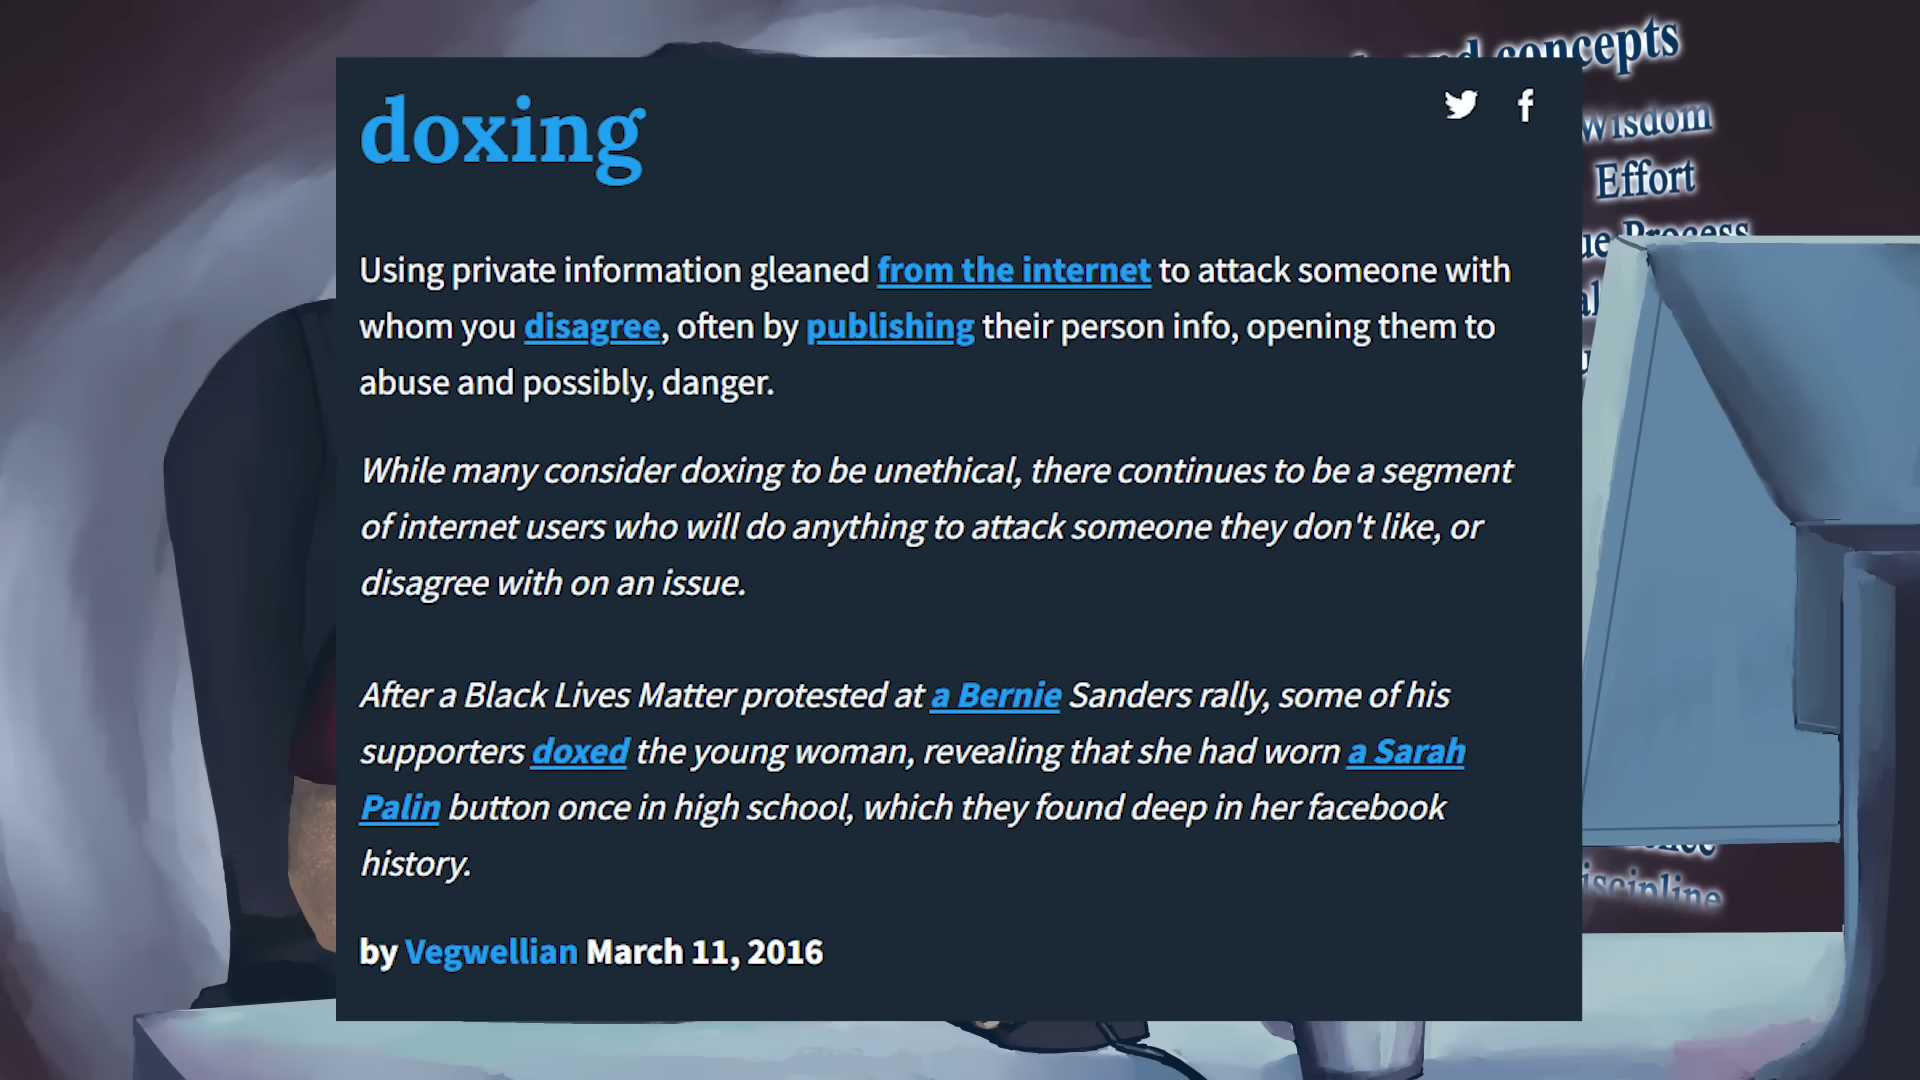 and concepts
doxing
Wisdom
Effort
Process
Using private information gleaned from the internet to attack someone with
whom you disagree, often by publishing their person info, opening them to
abuse and possibly, danger.
While many consider doxing to be unethical, there continues to be a segment
of internet users who will do anything to attack someone they don't like, or
disagree with on an issue.
After a Black Lives Matter protested at a Bernie Sanders rally, some of his
supporters doxed the young woman, revealing that she had worn a Sarah
Palin button once in high school, which they found deep in her facebook
history.
by Vegwellian March 11, 2016